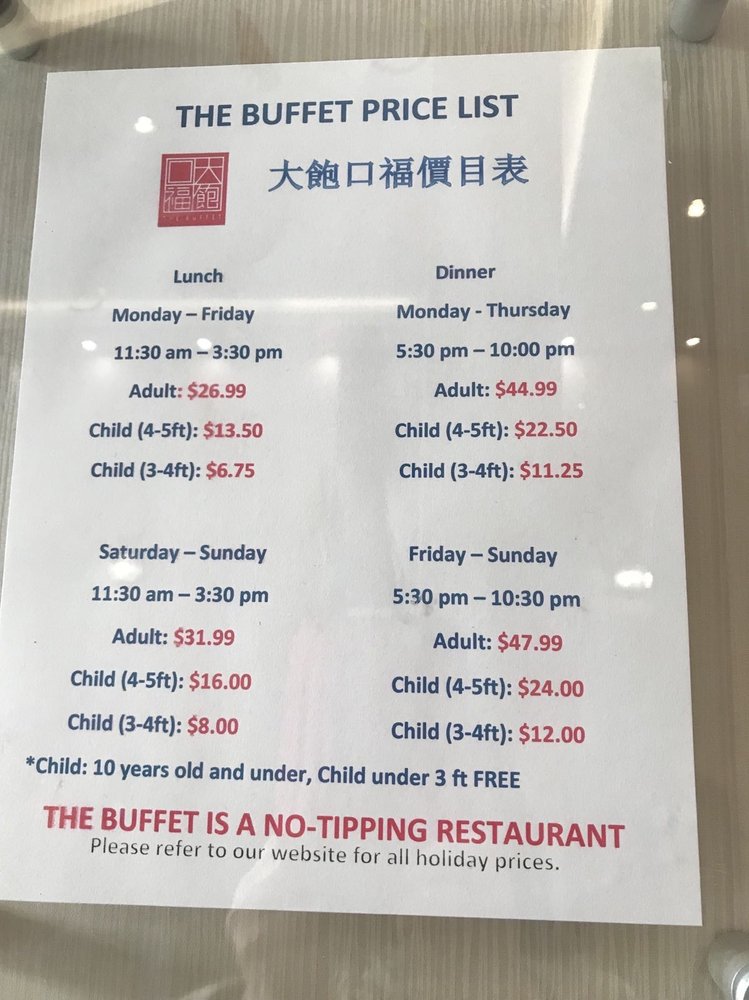 THE BUFFET PRICE LIST
大飽口福價目表
口大
福飽
THE BUFFET
Lunch
Monday – Friday
11:30 am – 3:30 pm
Adult: $26.99
Child (4-5ft): $13.50
Child (3-4ft): $6.75
Dinner
Monday - Thursday
5:30 pm – 10:00 pm
Adult: $44.99
Child (4-5ft): $22.50
Child (3-4ft): $11.25
Saturday – Sunday
11:30 am – 3:30 pm
Adult: $31.99
Child (4-5ft): $16.00
Child (3-4ft): $8.00
Friday – Sunday
5:30 pm – 10:30 pm
Adult: $47.99
Child (4-5ft): $24.00
Child (3-4ft): $12.00
*Child: 10 years old and under, Child under 3 ft FREE
THE BUFFET IS A NO-TIPPING RESTAURANT
Please refer to our website for all holiday prices.